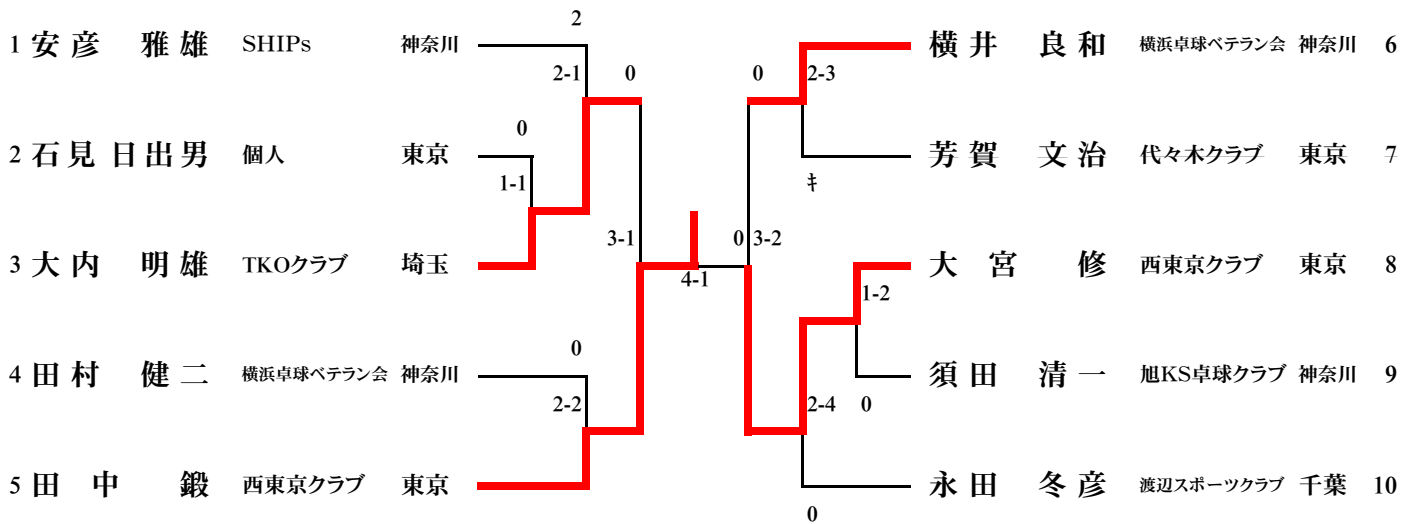 2
1 安彦 雅雄 SHIPs 神奈川
横井 良和 横浜卓球ベテラン会 神奈川 6
2-1 0 0 2-3
0
2 石見 日出男 個人 東京
芳賀 文治 代々木クラブ 東京 7
1-1 キ
3-1 0 3-2
3 大内 明雄 TKOクラブ 埼玉
大宮 修 西東京クラブ 東京 8
4-1 1-2
0
4 田村 健二 横浜卓球ベテラン会 神奈川
須田 清一 旭KS卓球クラブ 神奈川 9
2-2 2-4 0
5 田中 鍛 西東京クラブ 東京
永田 冬彦 渡辺スポーツクラブ 千葉 10
0